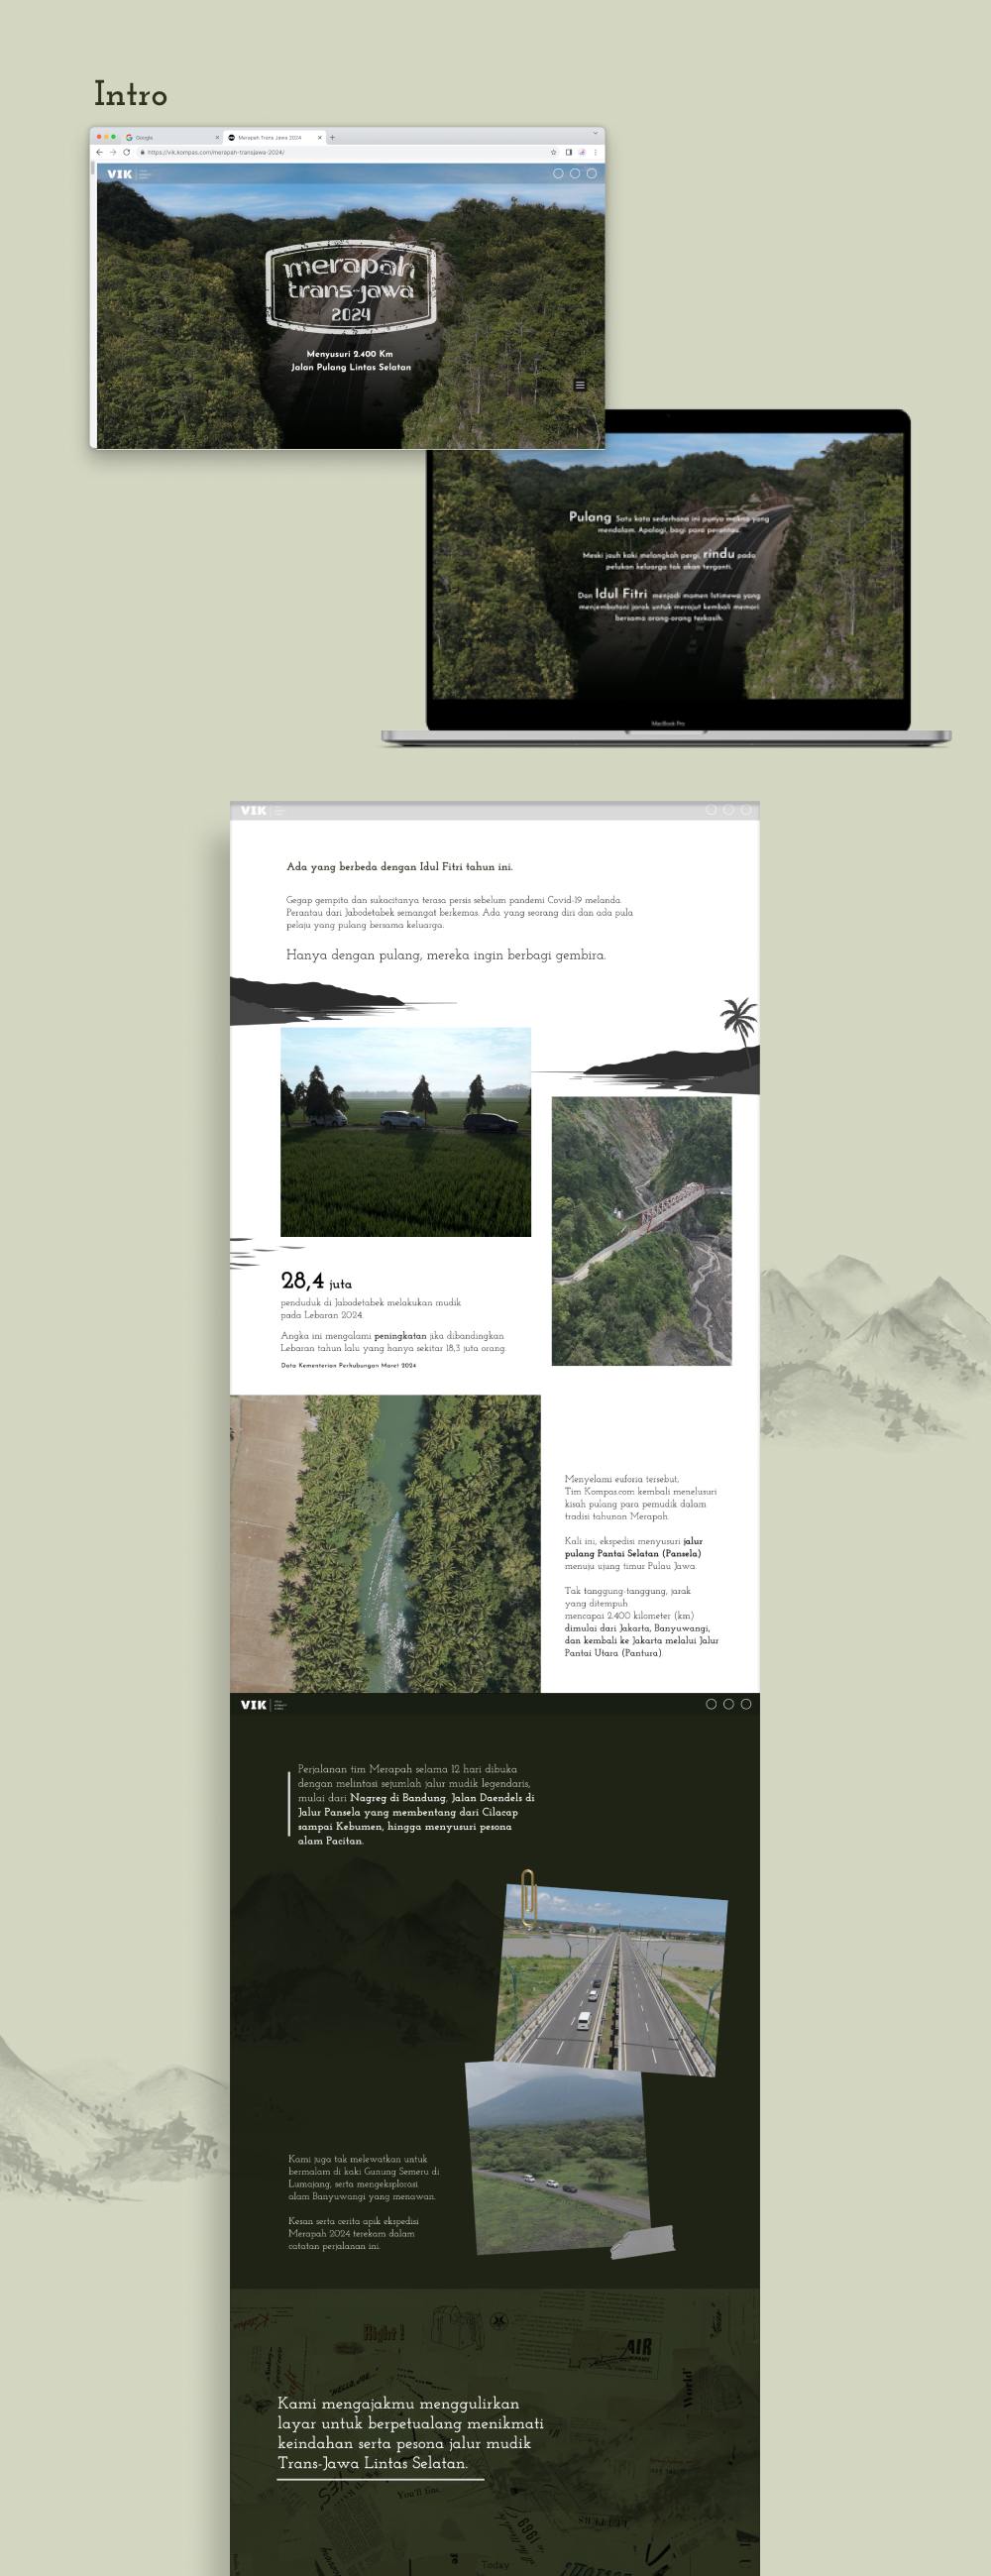 Intro
Google
Merapah Trans Jawa 2024
https://vik.kompas.com/merapah-transjawa-2024/
VIK
merapah
trans-jawa
2024
Menyusuri 2.400 Km
Jalan Pulang Lintas Selatan
Pulang Satu kata sederhana ini punya makna yang
mendalam. Apalagi, bagi para perantau.
Meski jauh kaki melangkah pergi, rindu pada
pelukan keluarga tak akan terganti.
Dan Idul Fitri menjadi momen istimewa yang
menjembatani jarak untuk merajut kembali memori
bersama orang-orang terkasih.
MacBook Pro
VIK
Ada yang berbeda dengan Idul Fitri tahun ini.
Gegap gempita dan sukacitanya terasa persis sebelum pandemi Covid-19 melanda.
Perantau dari Jabodetabek semangat berkemas. Ada yang seorang diri dan ada pula
pelaju yang pulang bersama keluarga.
Hanya dengan pulang, mereka ingin berbagi gembira.
28,4 juta
penduduk di Jabodetabek melakukan mudik
pada Lebaran 2024.
Angka ini mengalami peningkatan jika dibandingkan
Lebaran tahun lalu yang hanya sekitar 18,3 juta orang.
Data Kementerian Perhubungan Maret 2024
Menyelami euforia tersebut,
Tim Kompas.com kembali menelusuri
kisah pulang para pemudik dalam
tradisi tahunan Merapah.
Kali ini, ekspedisi menyusuri jalur
pulang Pantai Selatan (Pansela)
menuju ujung timur Pulau Jawa.
Tak tanggung-tanggung, jarak
yang ditempuh
mencapai 2.400 kilometer (km)
dimulai dari Jakarta, Banyuwangi,
dan kembali ke Jakarta melalui Jalur
Pantai Utara (Pantura).
VIK
Perjalanan tim Merapah selama 12 hari dibuka
dengan melintasi sejumlah jalur mudik legendaris,
mulai dari Nagreg di Bandung, Jalan Daendels di
Jalur Pansela yang membentang dari Cilacap
sampai Kebumen, hingga menyusuri pesona
alam Pacitan.
Kami juga tak melewatkan untuk
bermalam di kaki Gunung Semeru di
Lumajang, serta mengeksplorasi
alam Banyuwangi yang menawan.
Kesan serta cerita apik ekspedisi
Merapah 2024 terekam dalam
catatan perjalanan ini.
Right!
AIR
HELLO JOE
World
Kami mengajakmu menggulirkan
layar untuk berpetualang menikmati
keindahan serta pesona jalur mudik
Trans-Jawa Lintas Selatan.
You'll find
1969
Today